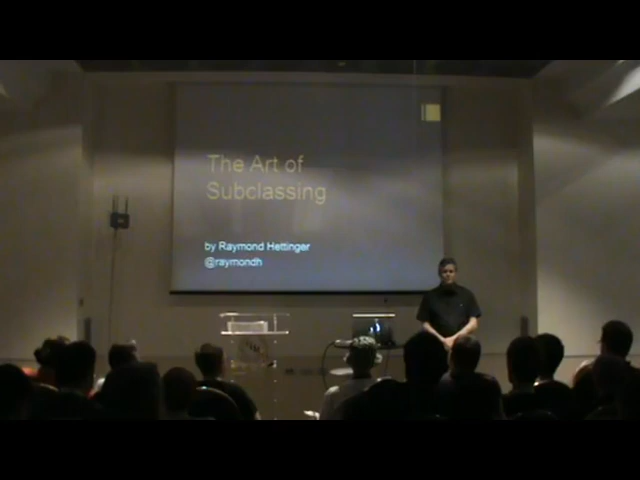 The Art of
Subclassing
by Raymond Hettinger
@raymondh